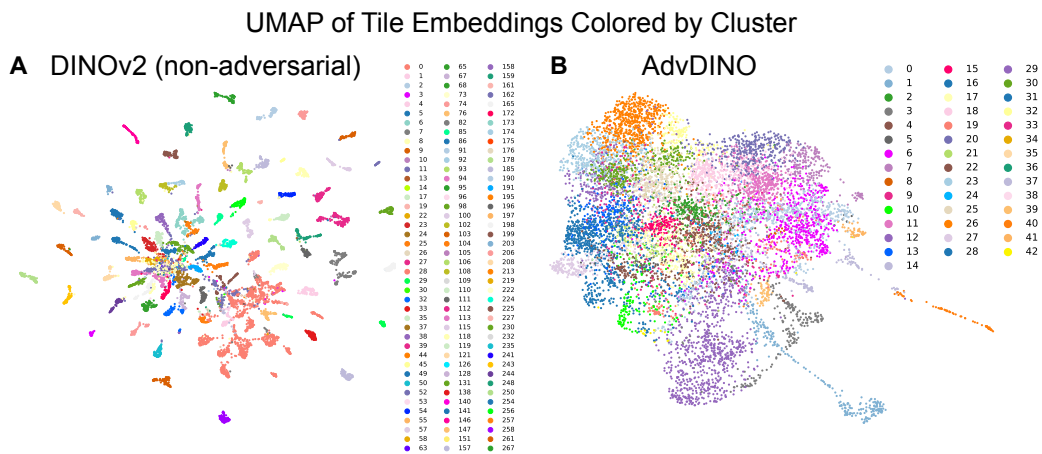 UMAP of Tile Embeddings Colored by Cluster
A DINOv2 (non-adversarial)
0 65 158
1 67 159
2 68 161
3 73 162
4 74 165
5 76 172
6 82 173
7 85 174
8 86 175
9 91 176
10 92 178
11 93 185
13 94 190
14 95 191
17 96 195
19 98 196
22 100 197
23 102 198
24 103 199
25 104 203
26 105 206
27 106 208
28 108 213
29 109 219
30 110 222
32 111 224
33 112 225
35 113 227
37 115 230
38 118 232
39 119 235
44 121 241
45 126 243
49 128 244
50 131 248
52 138 250
53 140 254
54 141 256
55 146 257
57 147 258
58 151 261
63 157 267
B AdvDINO
0 15 29
1 16 30
2 17 31
3 18 32
4 19 33
5 20 34
6 21 35
7 22 36
8 23 37
9 24 38
10 25 39
11 26 40
12 27 41
13 28 42
14